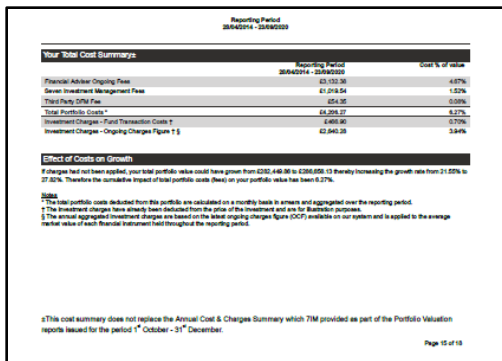 Reporting Period
28/04/2014 - 23/09/2020
Your Total Cost Summary±
Reporting Period Cost % of value
28/04/2014 - 23/09/2020
Financial Adviser Ongoing Fees £3,132.38 4.67%
Seven Investment Management Fees £1,019.54 1.52%
Third Party DFM Fee £54.35 0.08%
Total Portfolio Costs * £4,206.27 6.27%
Investment Charges - Fund Transaction Costs † 0.70%
Investment Charges - Ongoing Charges Figure † § £2,640.28 3.94%
Effect of Costs on Growth
If charges had not been applied, your total portfolio value could have grown from £282,449.86 to £286,656.13 thereby increasing the growth rate from 21.55% to
27.82%. Therefore the cumulative impact of total portfolio costs (fees) on your portfolio value has been 6.27%.
Notes
* The total portfolio costs deducted from this portfolio are calculated on a monthly basis in arrears and aggregated over the reporting period.
† The investment charges have already been deducted from the price of the investment and are for illustration purposes.
§ The annual aggregated investment charges are based on the latest ongoing charges figure (OCF) available on our system and is applied to the average
market value of each financial instrument held throughout the reporting period.
±This cost summary does not replace the Annual Cost & Charges Summary which 7IM provided as part of the Portfolio Valuation
reports issued for the period 1st October - 31st December.
Page 15 of 18